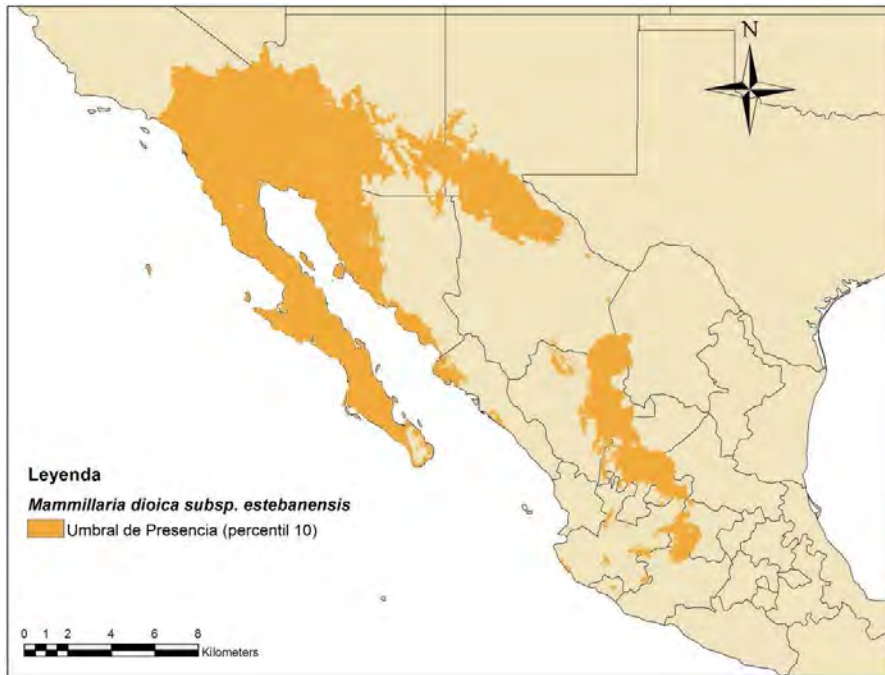 N
Leyenda
Mammillaria dioica subsp. estebanensis
Umbral de Presencia (percentil 10)
0 1 2 4 6 8
Kilometers